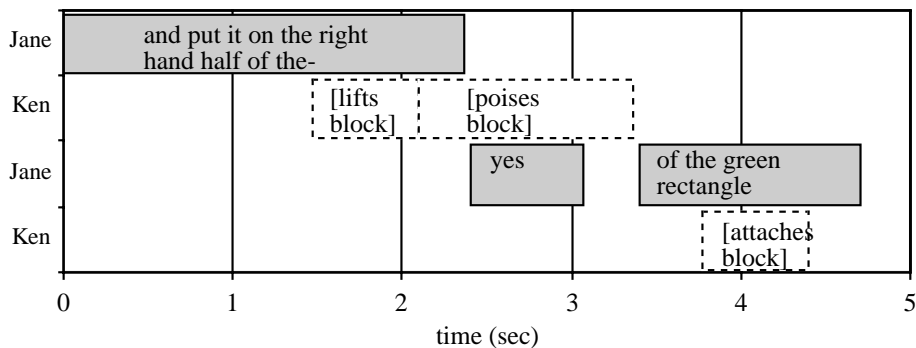 Jane
and put it on the right
hand half of the-
Ken
[lifts
block]
[poises
block]
Jane
yes
of the green
rectangle
Ken
[attaches
block]
0 1 2 3 4 5
time (sec)